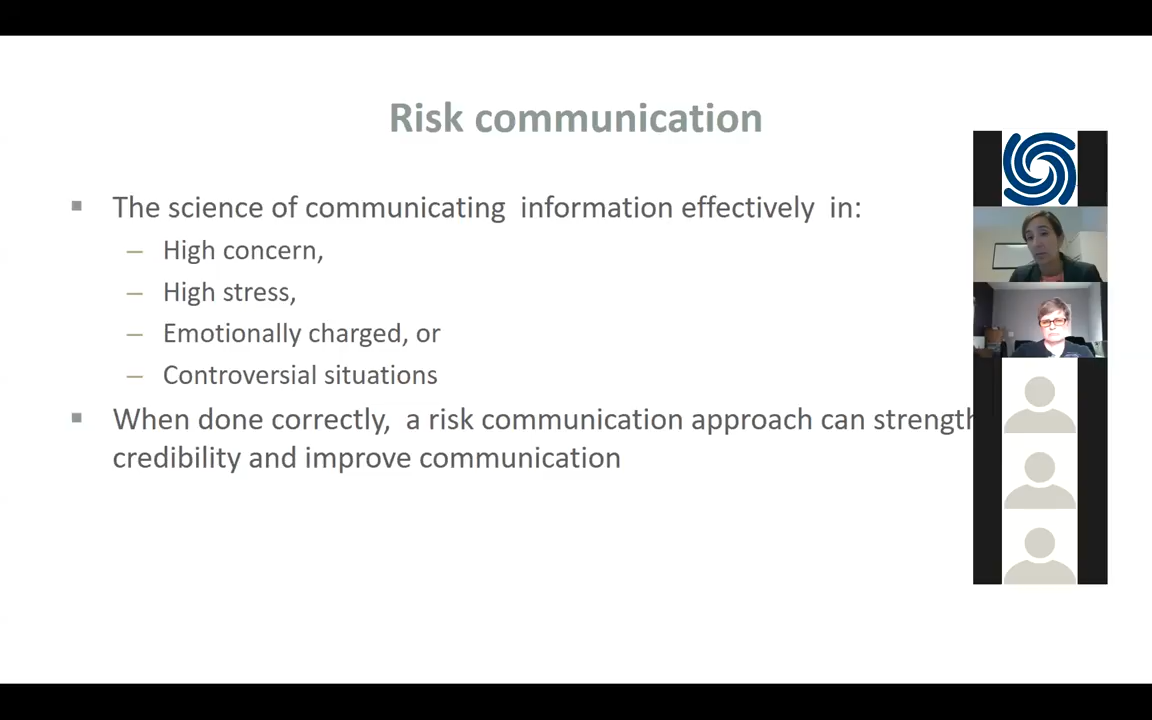 Risk communication
▪ The science of communicating information effectively in:
– High concern,
– High stress,
– Emotionally charged, or
– Controversial situations
▪ When done correctly, a risk communication approach can
credibility and improve communication